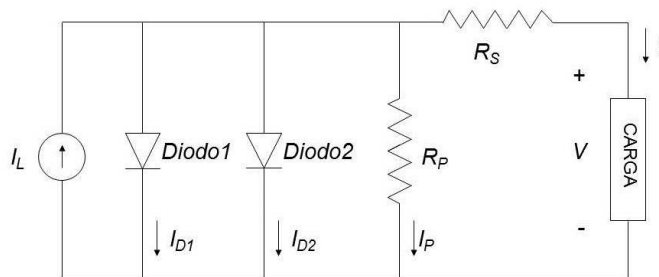 R_S
+
I_L
Diodo1
Diodo2
R_P
V
CARGA
-
I_D1
I_D2
I_P